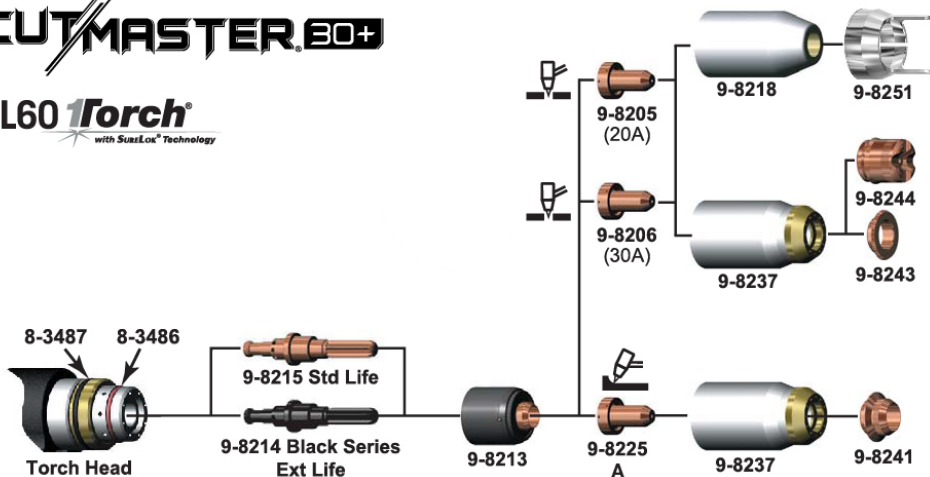 CUTMASTER® 30+
L60 1Torch®
with SureLok® Technology
9-8205
(20A)
9-8218
9-8251
9-8206
(30A)
9-8237
9-8244
9-8243
8-3487
8-3486
Torch Head
9-8215 Std Life
9-8214 Black Series
Ext Life
9-8213
9-8225
A
9-8237
9-8241